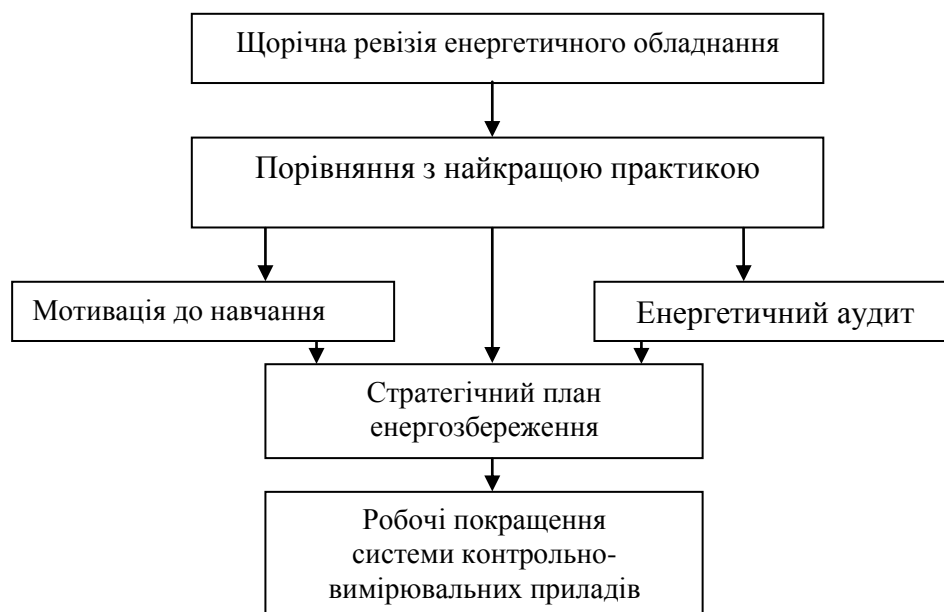 Щорічна ревізія енергетичного обладнання
Порівняння з найкращою практикою
Мотивація до навчання
Енергетичний аудит
Стратегічний план
енергозбереження
Робочі покращення
системи контрольно-
вимірювальних приладів